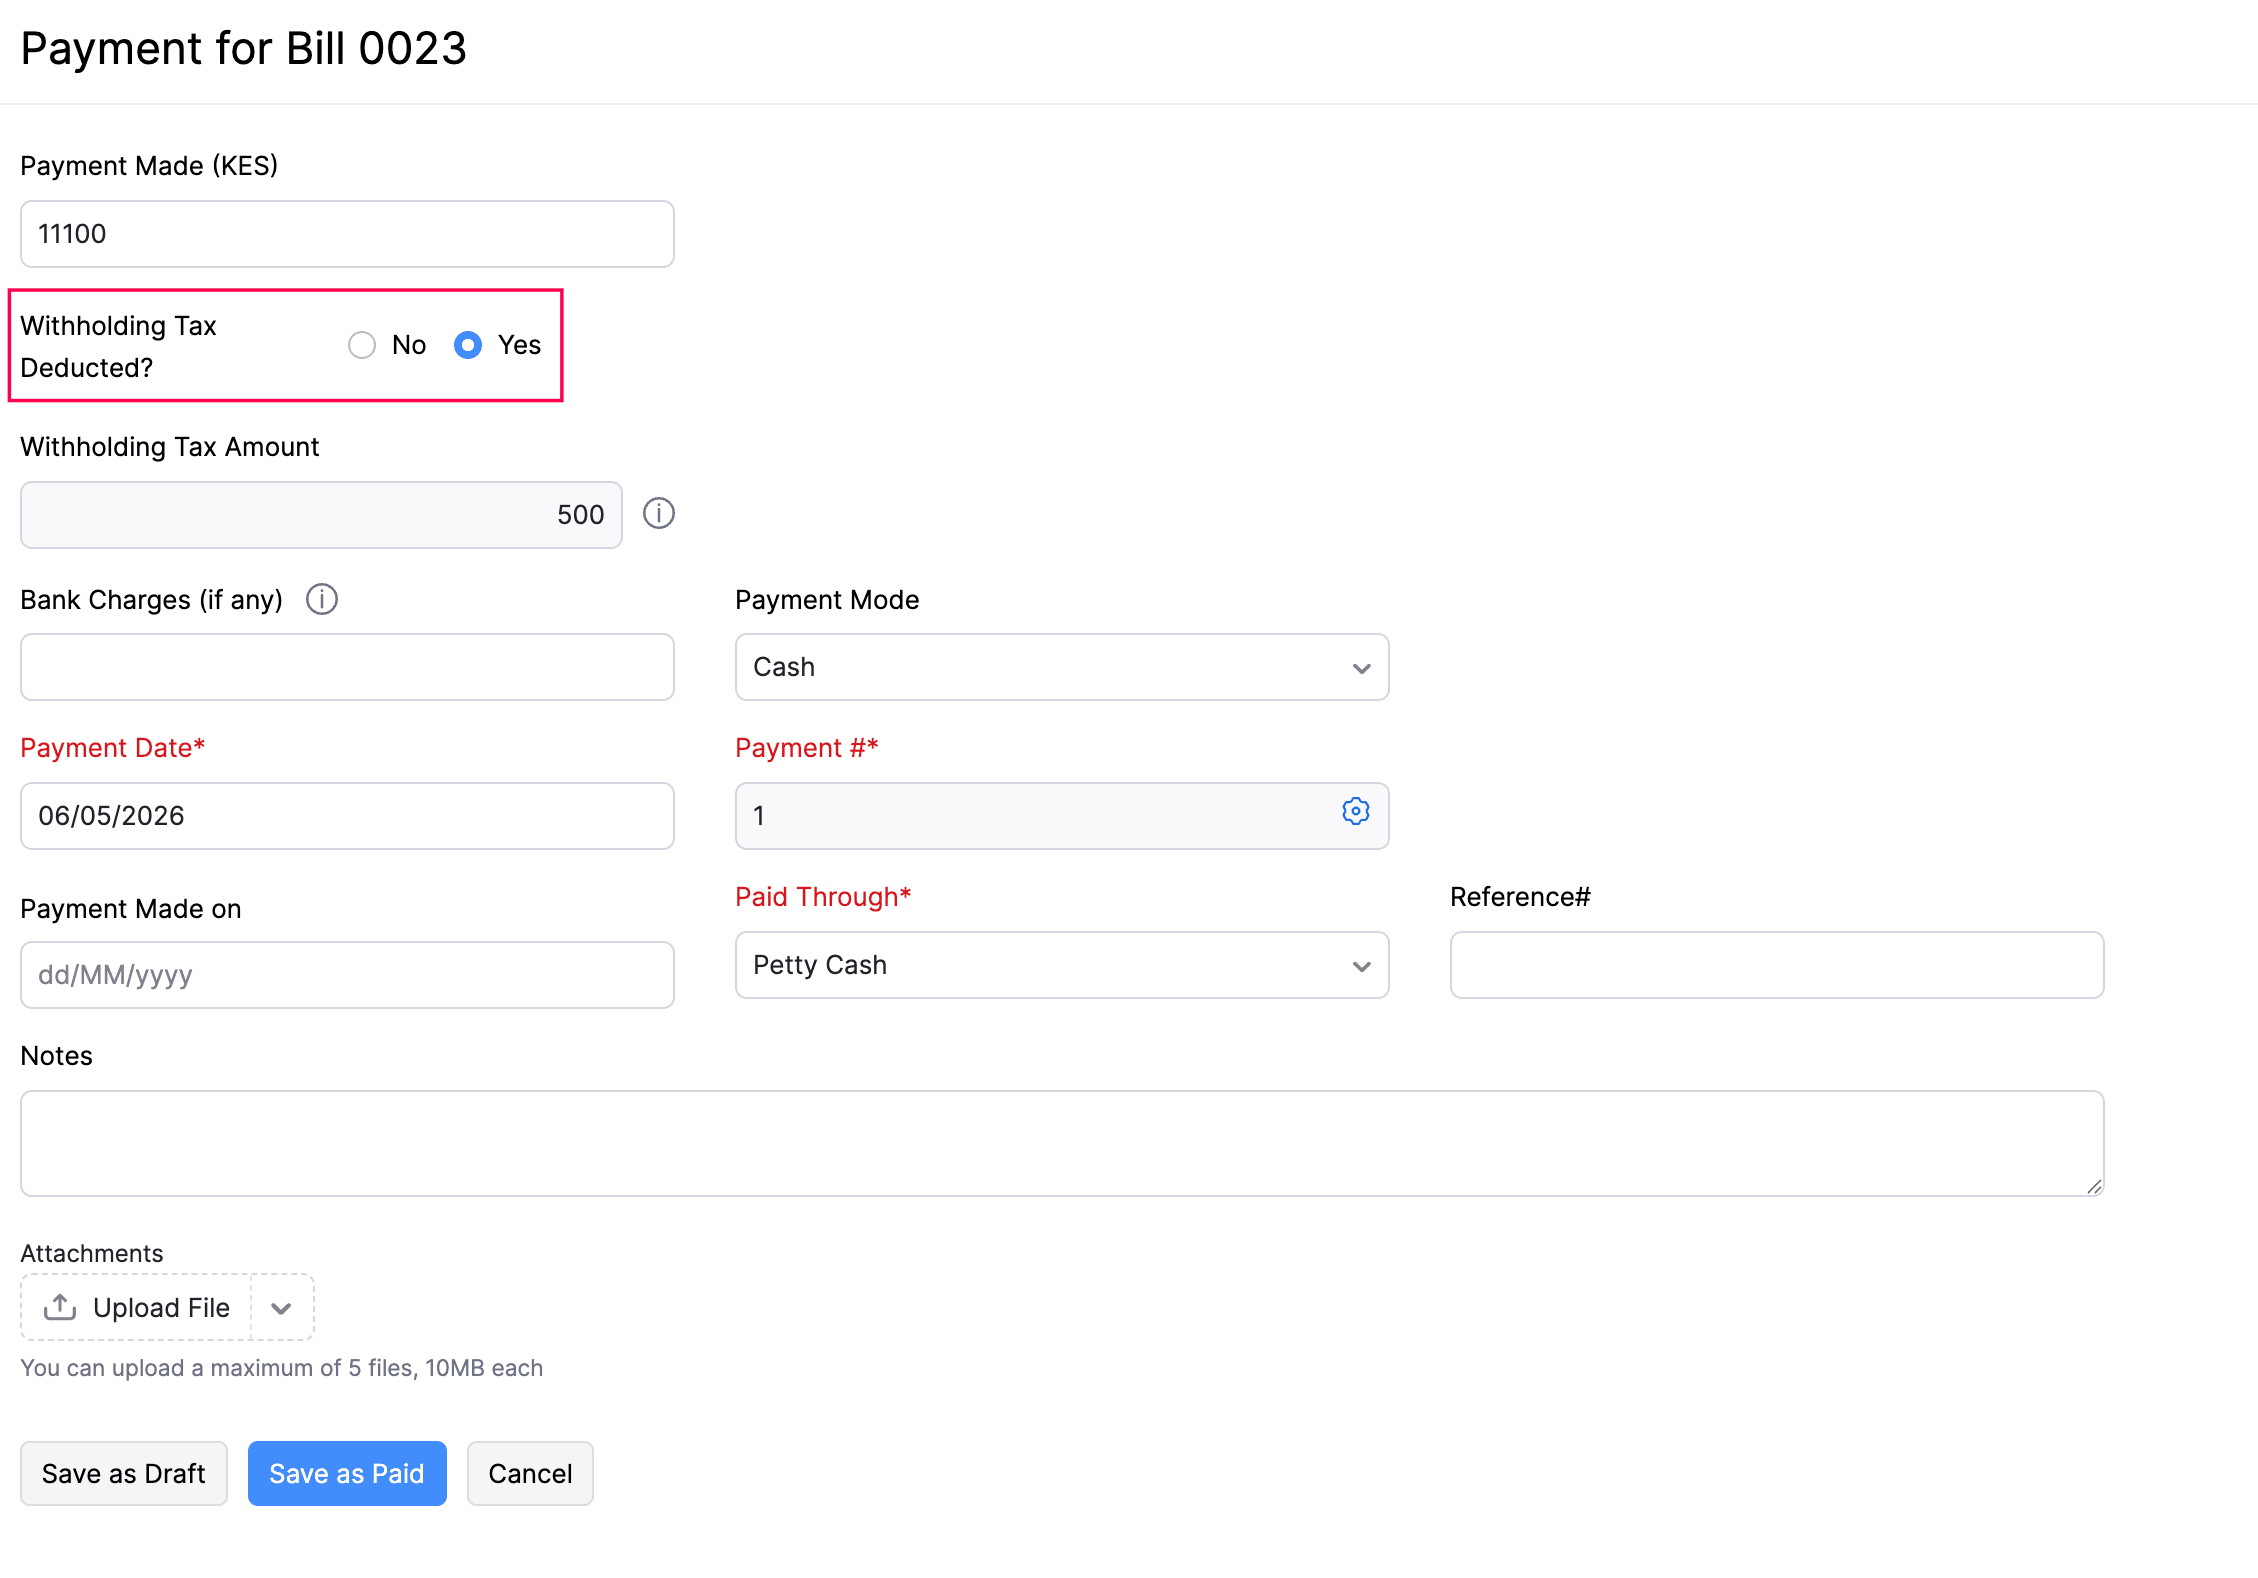 Payment for Bill 0023
Payment Made (KES)
11100
Withholding Tax
Deducted?
No
Yes
Withholding Tax Amount
500
Bank Charges (if any)
Payment Mode
Cash
Payment Date*
Payment #*
06/05/2026
1
Payment Made on
Paid Through*
Reference#
dd/MM/yyyy
Petty Cash
Notes
Attachments
Upload File
You can upload a maximum of 5 files, 10MB each
Save as Draft
Save as Paid
Cancel